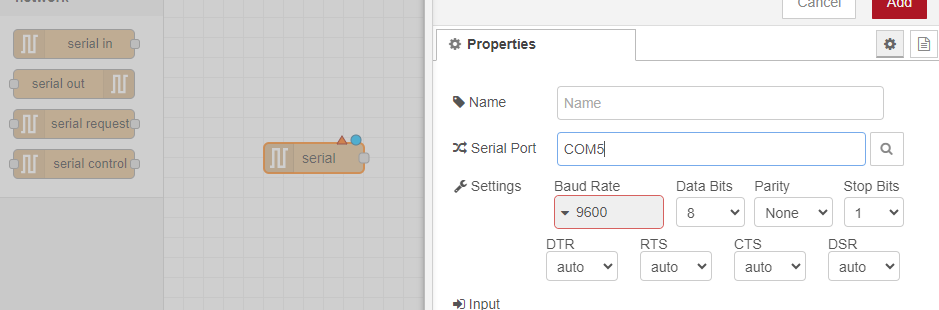 network
serial in
serial out
serial request
serial control
serial
Cancel
Add
Properties
Name
Name
Serial Port
COM5
Settings
Baud Rate
Data Bits
Parity
Stop Bits
9600
8
None
1
DTR
RTS
CTS
DSR
auto
auto
auto
auto
Input